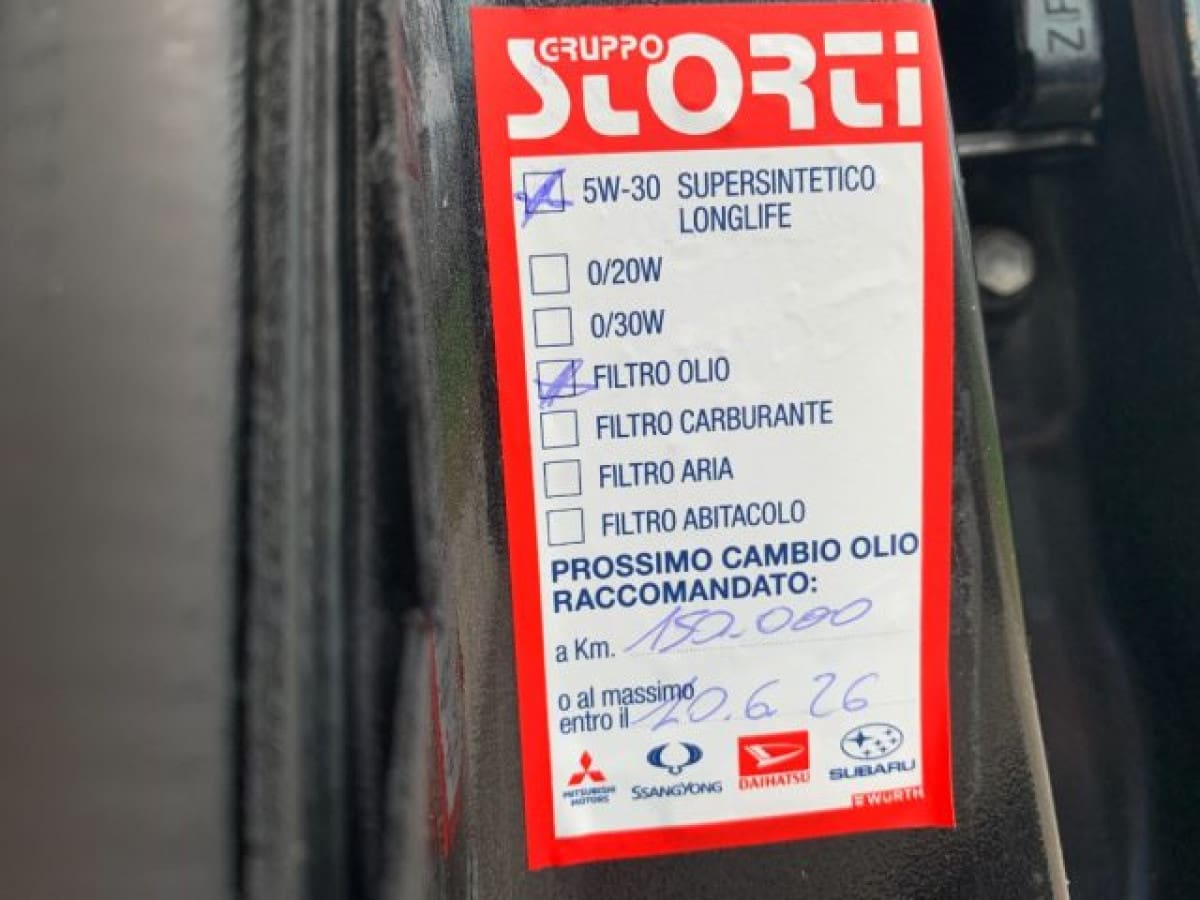 GRUPPO
STORTI
5W-30 SUPERSINTETICO
LONGLIFE
0/20W
0/30W
FILTRO OLIO
FILTRO CARBURANTE
FILTRO ARIA
FILTRO ABITACOLO
PROSSIMO CAMBIO OLIO
RACCOMANDATO:
a Km. 150.000
o al massimo
entro il 20.6.26
MITSUBISHI
MOTORS
SSANGYONG
DAIHATSU
SUBARU
WÜRTH